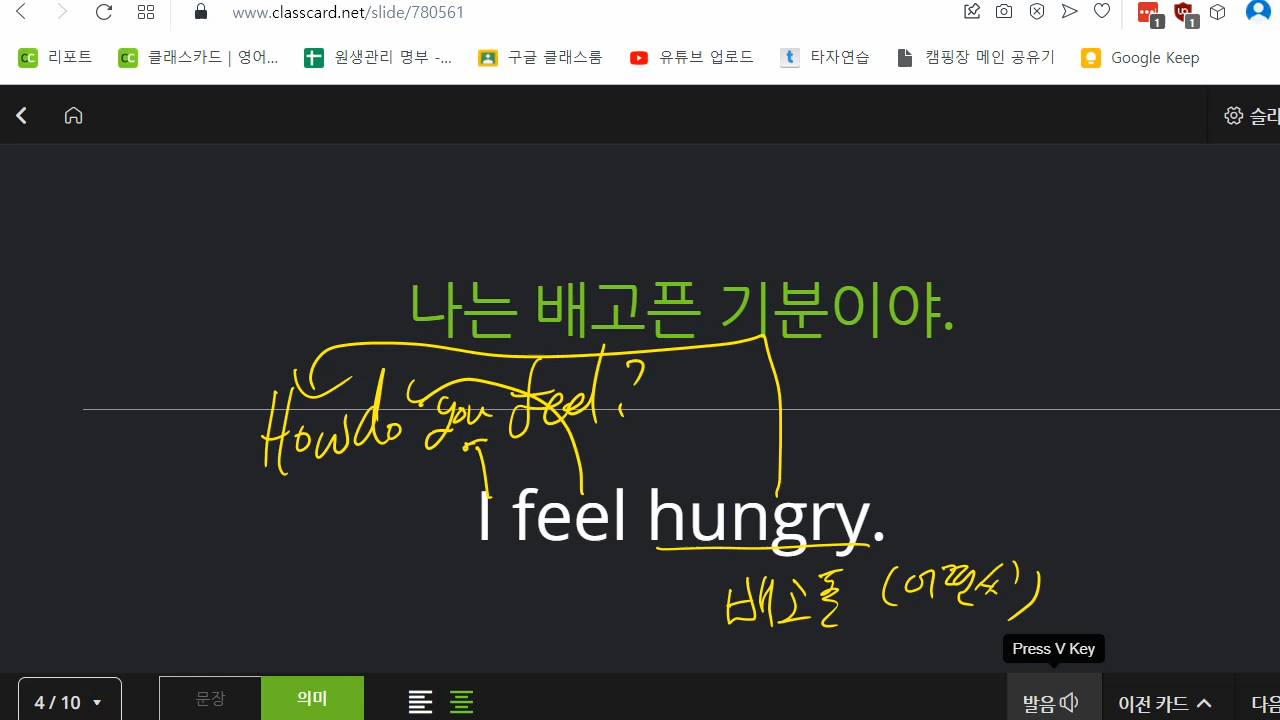 www.classcard.net/slide/780561
1 1
리포트 클래스카드 | 영어... 원생관리 명부 -... 구글 클래스룸 유튜브 업로드 타자연습 캠핑장 메인 공유기 Google Keep
슬라
나는 배고픈 기분이야.
How do you feel?
I feel hungry.
배고픈
Press V Key
4 / 10 문장 의미 발음 이전 카드 다음